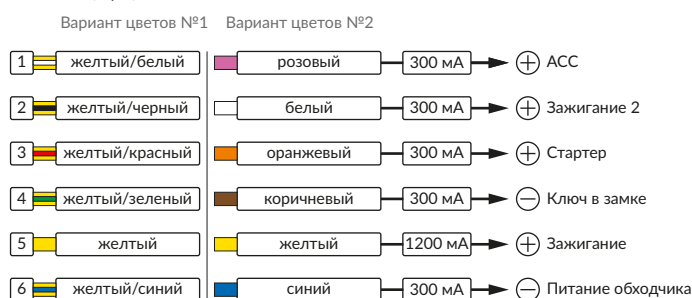 Вариант цветов №1 Вариант цветов №2
1 желтый/белый розовый 300 мА + ACC
2 желтый/черный белый 300 мА + Зажигание 2
3 желтый/красный оранжевый 300 мА + Стартер
4 желтый/зеленый коричневый 300 мА − Ключ в замке
5 желтый желтый 1200 мА + Зажигание
6 желтый/синий синий 300 мА − Питание обходчика